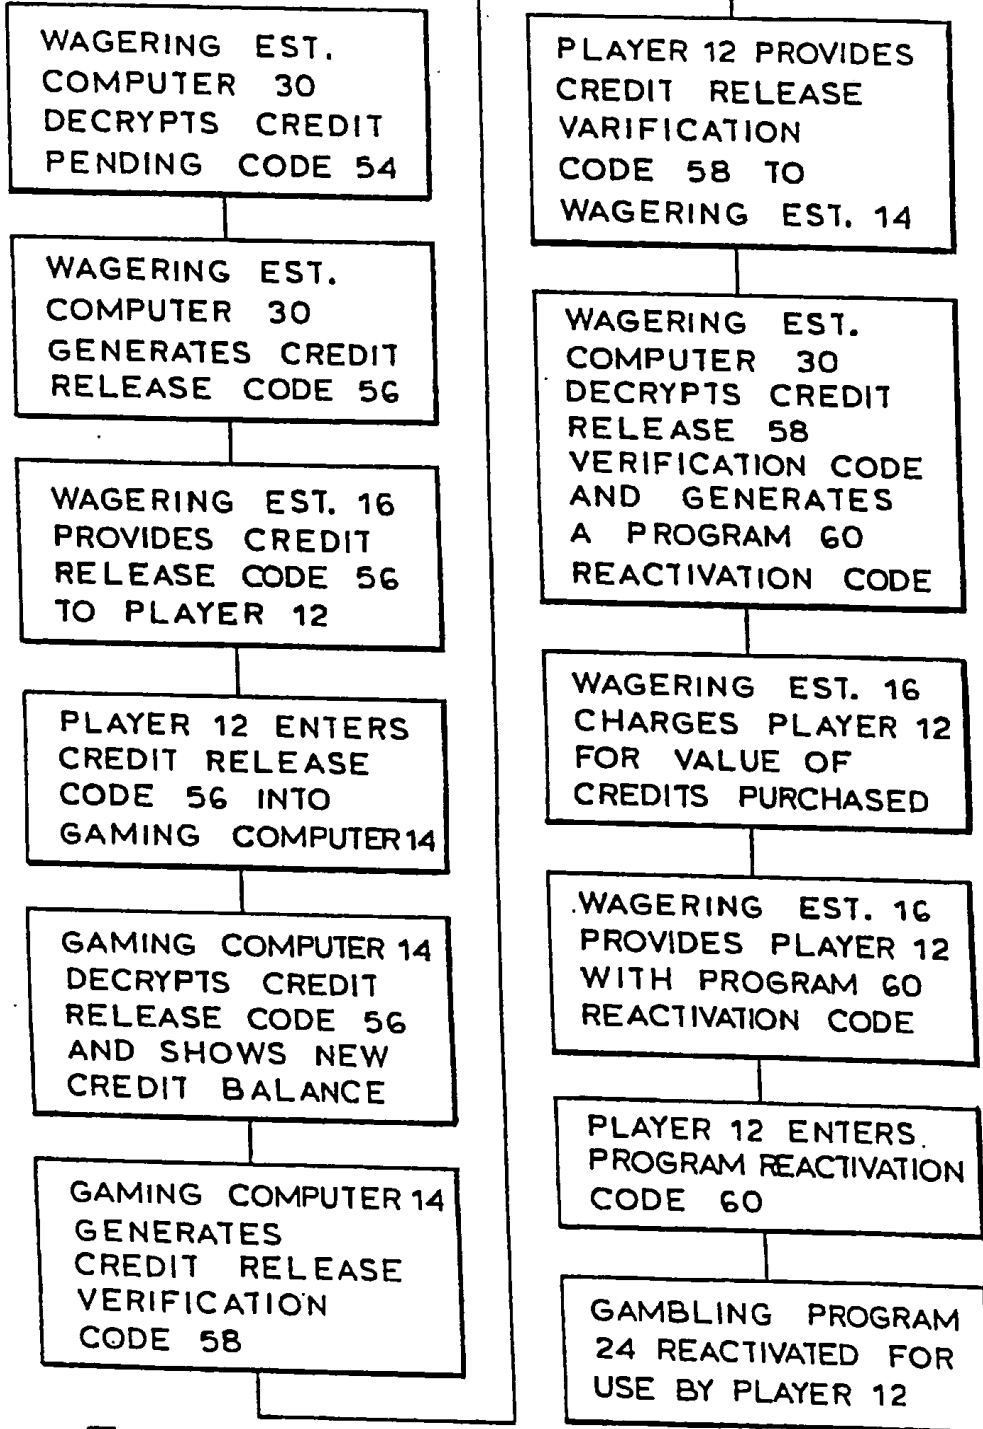 WAGERING EST.
COMPUTER 30
DECRYPTS CREDIT
PENDING CODE 54
WAGERING EST.
COMPUTER 30
GENERATES CREDIT
RELEASE CODE 56
WAGERING EST. 16
PROVIDES CREDIT
RELEASE CODE 56
TO PLAYER 12
PLAYER 12 ENTERS
CREDIT RELEASE
CODE 56 INTO
GAMING COMPUTER 14
GAMING COMPUTER 14
DECRYPTS CREDIT
RELEASE CODE 56
AND SHOWS NEW
CREDIT BALANCE
GAMING COMPUTER 14
GENERATES
CREDIT RELEASE
VERIFICATION
CODE 58
PLAYER 12 PROVIDES
CREDIT RELEASE
VARIFICATION
CODE 58 TO
WAGERING EST. 14
WAGERING EST.
COMPUTER 30
DECRYPTS CREDIT
RELEASE 58
VERIFICATION CODE
AND GENERATES
A PROGRAM 60
REACTIVATION CODE
WAGERING EST. 16
CHARGES PLAYER 12
FOR VALUE OF
CREDITS PURCHASED
WAGERING EST. 16
PROVIDES PLAYER 12
WITH PROGRAM 60
REACTIVATION CODE
PLAYER 12 ENTERS
PROGRAM REACTIVATION
CODE 60
GAMBLING PROGRAM
24 REACTIVATED FOR
USE BY PLAYER 12